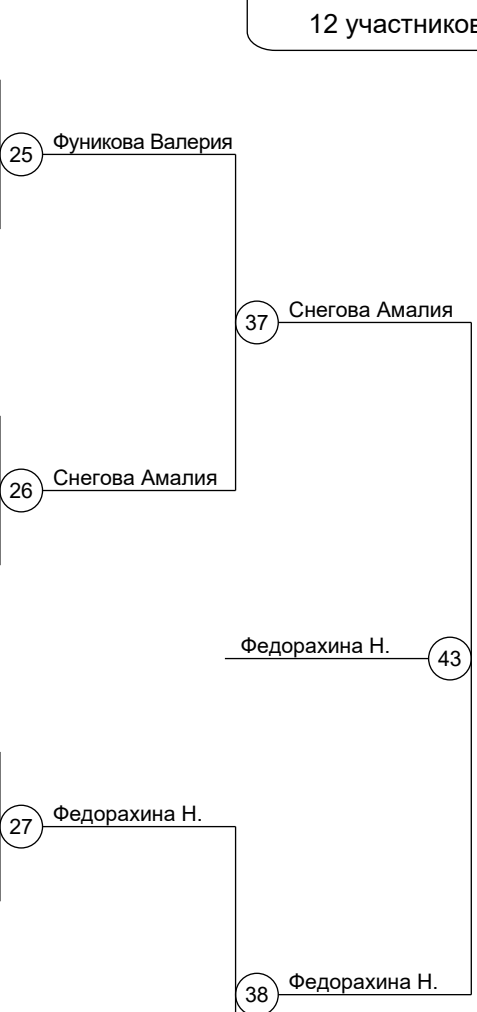 12 участников
25 Фуникова Валерия
37 Снегова Амалия
26 Снегова Амалия
Федорахина Н. 43
27 Федорахина Н.
38 Федорахина Н.